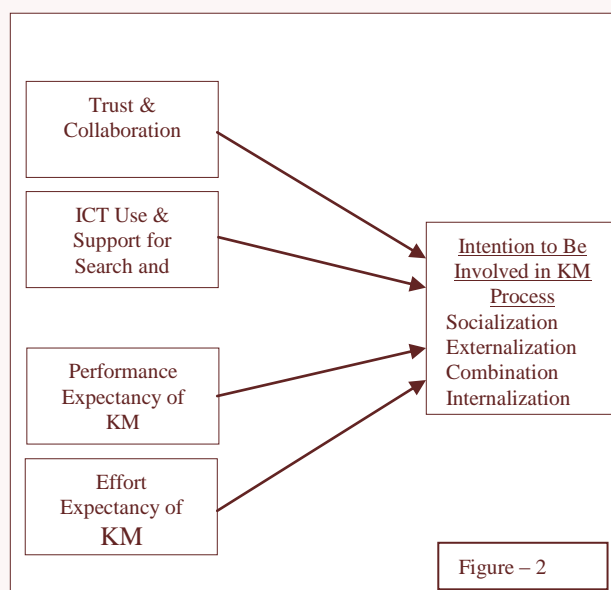 Trust &
Collaboration
ICT Use &
Support for
Search and
Performance
Expectancy of
KM
Effort
Expectancy of
KM
Intention to Be
Involved in KM
Process
Socialization
Externalization
Combination
Internalization
Figure – 2